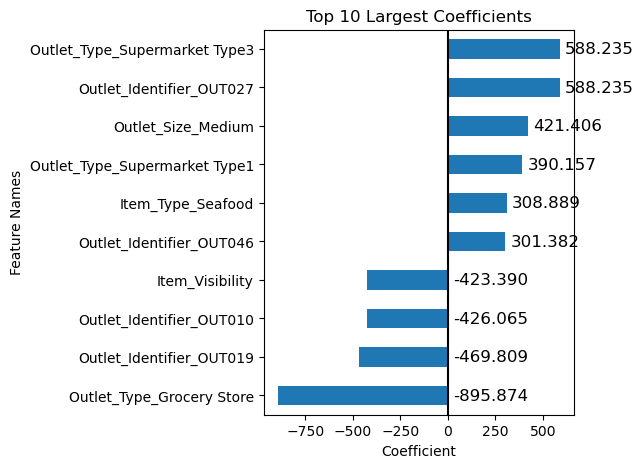 Top 10 Largest Coefficients
Outlet_Type_Supermarket Type3 588.235
Outlet_Identifier_OUT027 588.235
Outlet_Size_Medium 421.406
Outlet_Type_Supermarket Type1 390.157
Item_Type_Seafood 308.889
Outlet_Identifier_OUT046 301.382
Item_Visibility -423.390
Outlet_Identifier_OUT010 -426.065
Outlet_Identifier_OUT019 -469.809
Outlet_Type_Grocery Store -895.874
Feature Names
−750 −500 −250 0 250 500
Coefficient